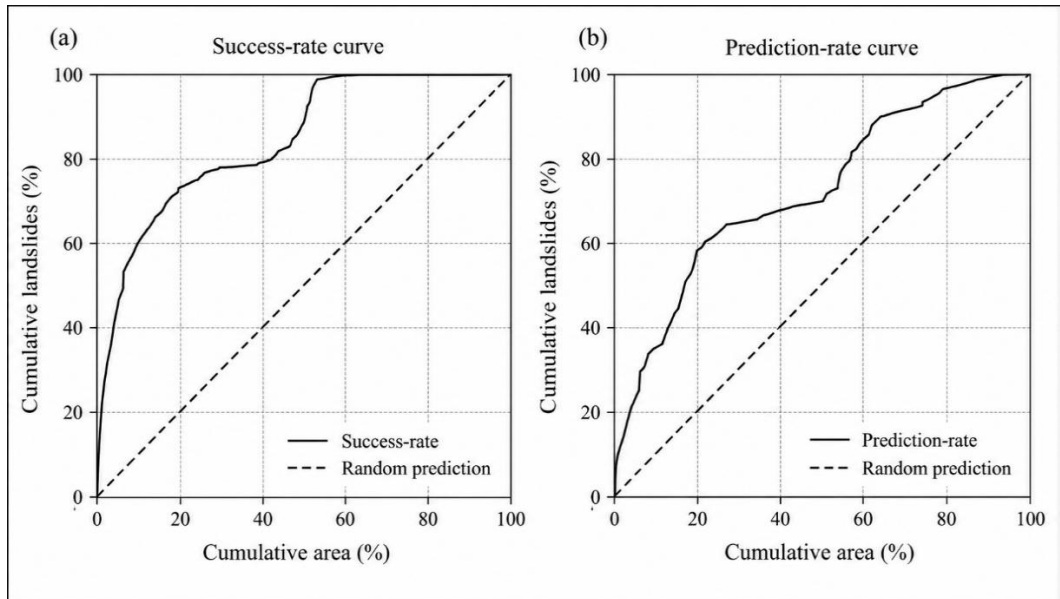 (a)
Success-rate curve
100
80
60
40
20
0
0 20 40 60 80 100
Cumulative landslides (%)
Cumulative area (%)
Success-rate
Random prediction
(b)
Prediction-rate curve
100
80
60
40
20
0
0 20 40 60 80 100
Cumulative landslides (%)
Cumulative area (%)
Prediction-rate
Random prediction